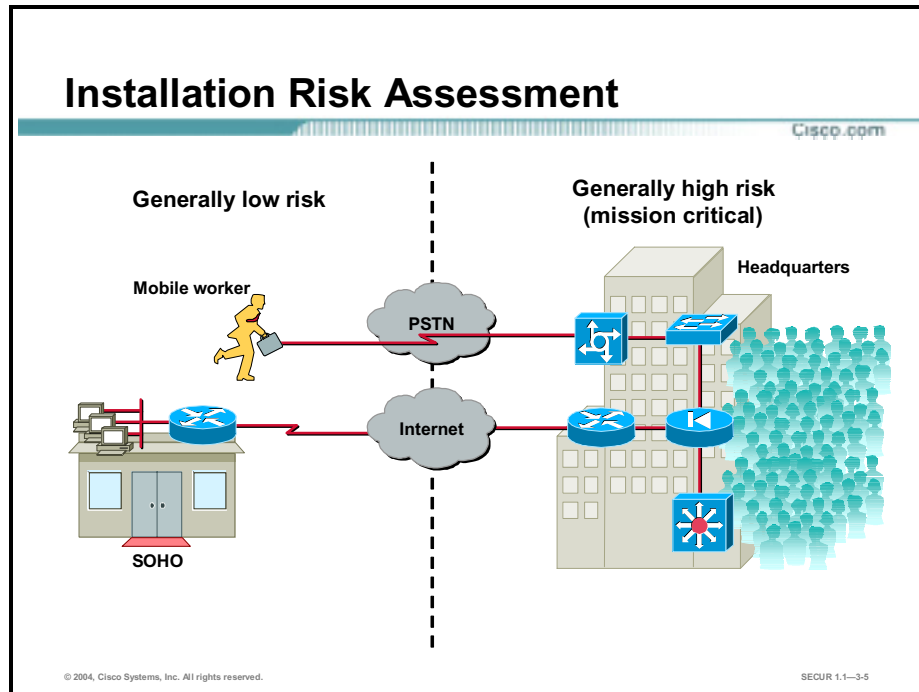 Installation Risk Assessment
Cisco.com
Generally low risk
Generally high risk
(mission critical)
Headquarters
Mobile worker
PSTN
Internet
SOHO
© 2004, Cisco Systems, Inc. All rights reserved.
SECUR 1.1—3-5